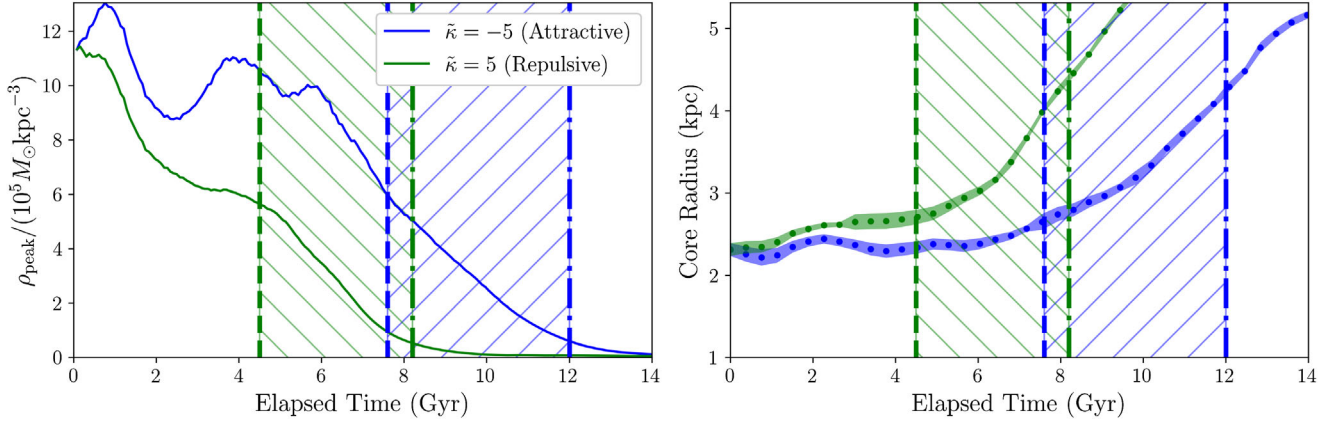 12
10
8
6
4
2
0
ρ_peak/(10^5 M_⊙kpc^−3)
κ̃ = −5 (Attractive)
κ̃ = 5 (Repulsive)
0 2 4 6 8 10 12 14
Elapsed Time (Gyr)
5
4
3
2
1
Core Radius (kpc)
0 2 4 6 8 10 12 14
Elapsed Time (Gyr)